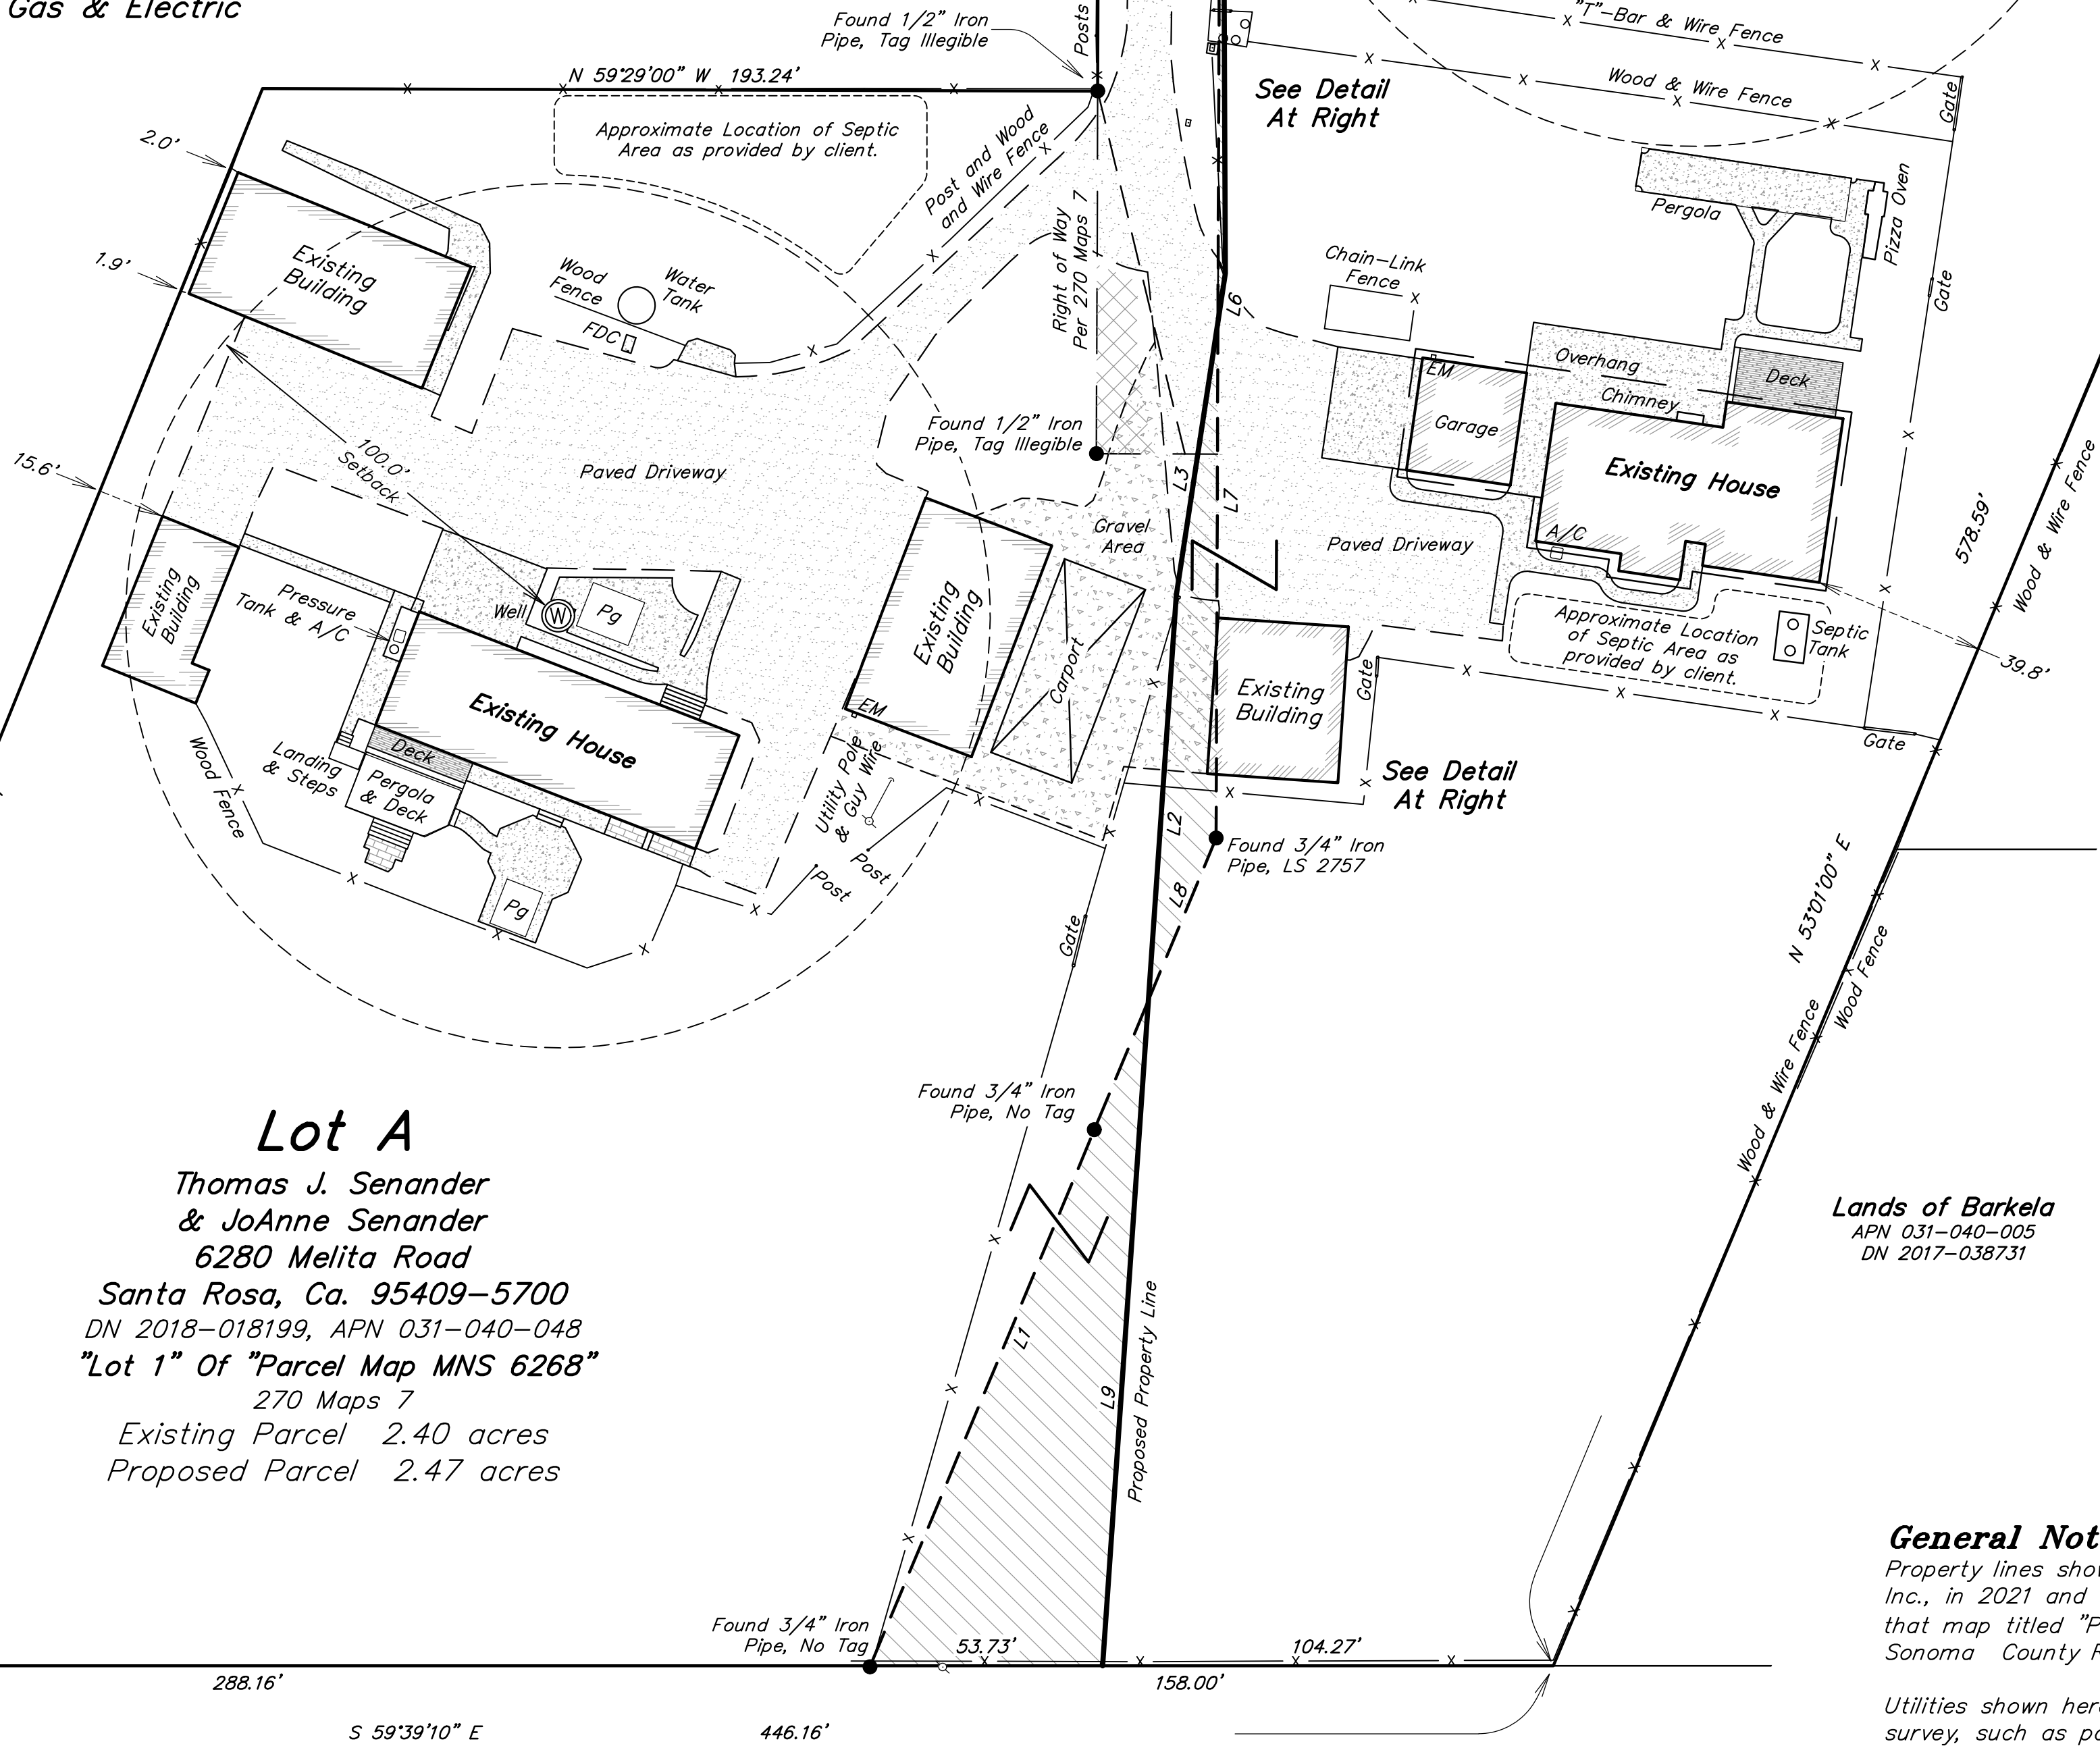 Gas & Electric
Found 1/2" Iron
Pipe, Tag Illegible
Posts
"T"-Bar & Wire Fence
Wood & Wire Fence
Gate
N 59°29'00" W 193.24'
See Detail
At Right
2.0'
Approximate Location of Septic
Area as provided by client.
Post and Wood
and Wire Fence
Right of Way
Per 270 Maps 7
Pergola
Pizza Oven
Gate
1.9'
Existing
Building
Wood
Fence
Water
Tank
FDC
Chain-Link
Fence
L6
EM
Overhang
Deck
Chimney
Garage
Existing House
100.0'
Setback
15.6'
Paved Driveway
Found 1/2" Iron
Pipe, Tag Illegible
L3
L7
Gravel
Area
Paved Driveway
A/C
578.59'
Wood & Wire Fence
Existing
Building
Pressure
Tank & A/C
Well
W
Pg
Existing
Building
Carport
Approximate Location
of Septic Area as
provided by client.
Septic
Tank
39.8'
Existing
Building
Gate
Gate
EM
Existing House
Deck
Landing
& Steps
Pergola
& Deck
Wood Fence
Utility Pole
& Guy Wire
See Detail
At Right
L2
Found 3/4" Iron
Pipe, LS 2757
L8
Post
Post
Pg
Gate
N 53°01'00" E
Wood Fence
Wood & Wire Fence
Found 3/4" Iron
Pipe, No Tag
Lot A
Thomas J. Senander
& JoAnne Senander
6280 Melita Road
Santa Rosa, Ca. 95409-5700
DN 2018-018199, APN 031-040-048
"Lot 1" Of "Parcel Map MNS 6268"
270 Maps 7
Existing Parcel 2.40 acres
Proposed Parcel 2.47 acres
Lands of Barkela
APN 031-040-005
DN 2017-038731
L1
L9
Proposed Property Line
Found 3/4" Iron
Pipe, No Tag
53.73'
104.27'
288.16'
158.00'
S 59°39'10" E
446.16'
General Not
Property lines sho
Inc., in 2021 and
that map titled "P
Sonoma County R
Utilities shown her
survey, such as po